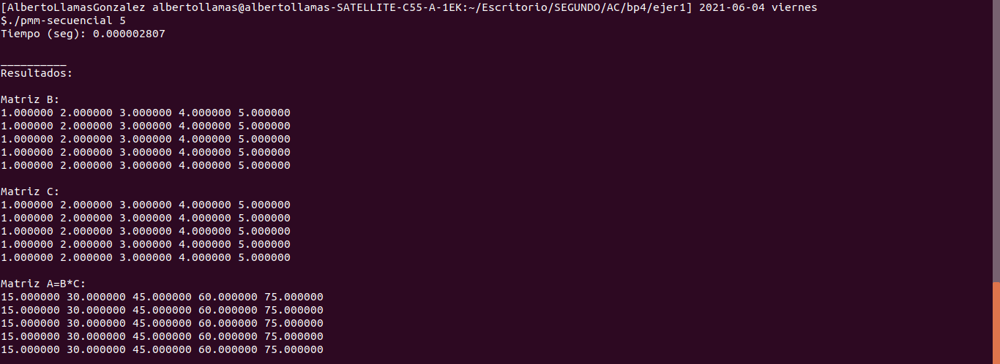 [AlbertoLlamasGonzalez albertollamas@albertollamas-SATELLITE-C55-A-1EK:~/Escritorio/SEGUNDO/AC/bp4/ejer1] 2021-06-04 viernes
$./pmm-secuencial 5
Tiempo (seg): 0.000002807
__________
Resultados:
Matriz B:
1.000000 2.000000 3.000000 4.000000 5.000000
1.000000 2.000000 3.000000 4.000000 5.000000
1.000000 2.000000 3.000000 4.000000 5.000000
1.000000 2.000000 3.000000 4.000000 5.000000
1.000000 2.000000 3.000000 4.000000 5.000000
Matriz C:
1.000000 2.000000 3.000000 4.000000 5.000000
1.000000 2.000000 3.000000 4.000000 5.000000
1.000000 2.000000 3.000000 4.000000 5.000000
1.000000 2.000000 3.000000 4.000000 5.000000
1.000000 2.000000 3.000000 4.000000 5.000000
Matriz A=B*C:
15.000000 30.000000 45.000000 60.000000 75.000000
15.000000 30.000000 45.000000 60.000000 75.000000
15.000000 30.000000 45.000000 60.000000 75.000000
15.000000 30.000000 45.000000 60.000000 75.000000
15.000000 30.000000 45.000000 60.000000 75.000000